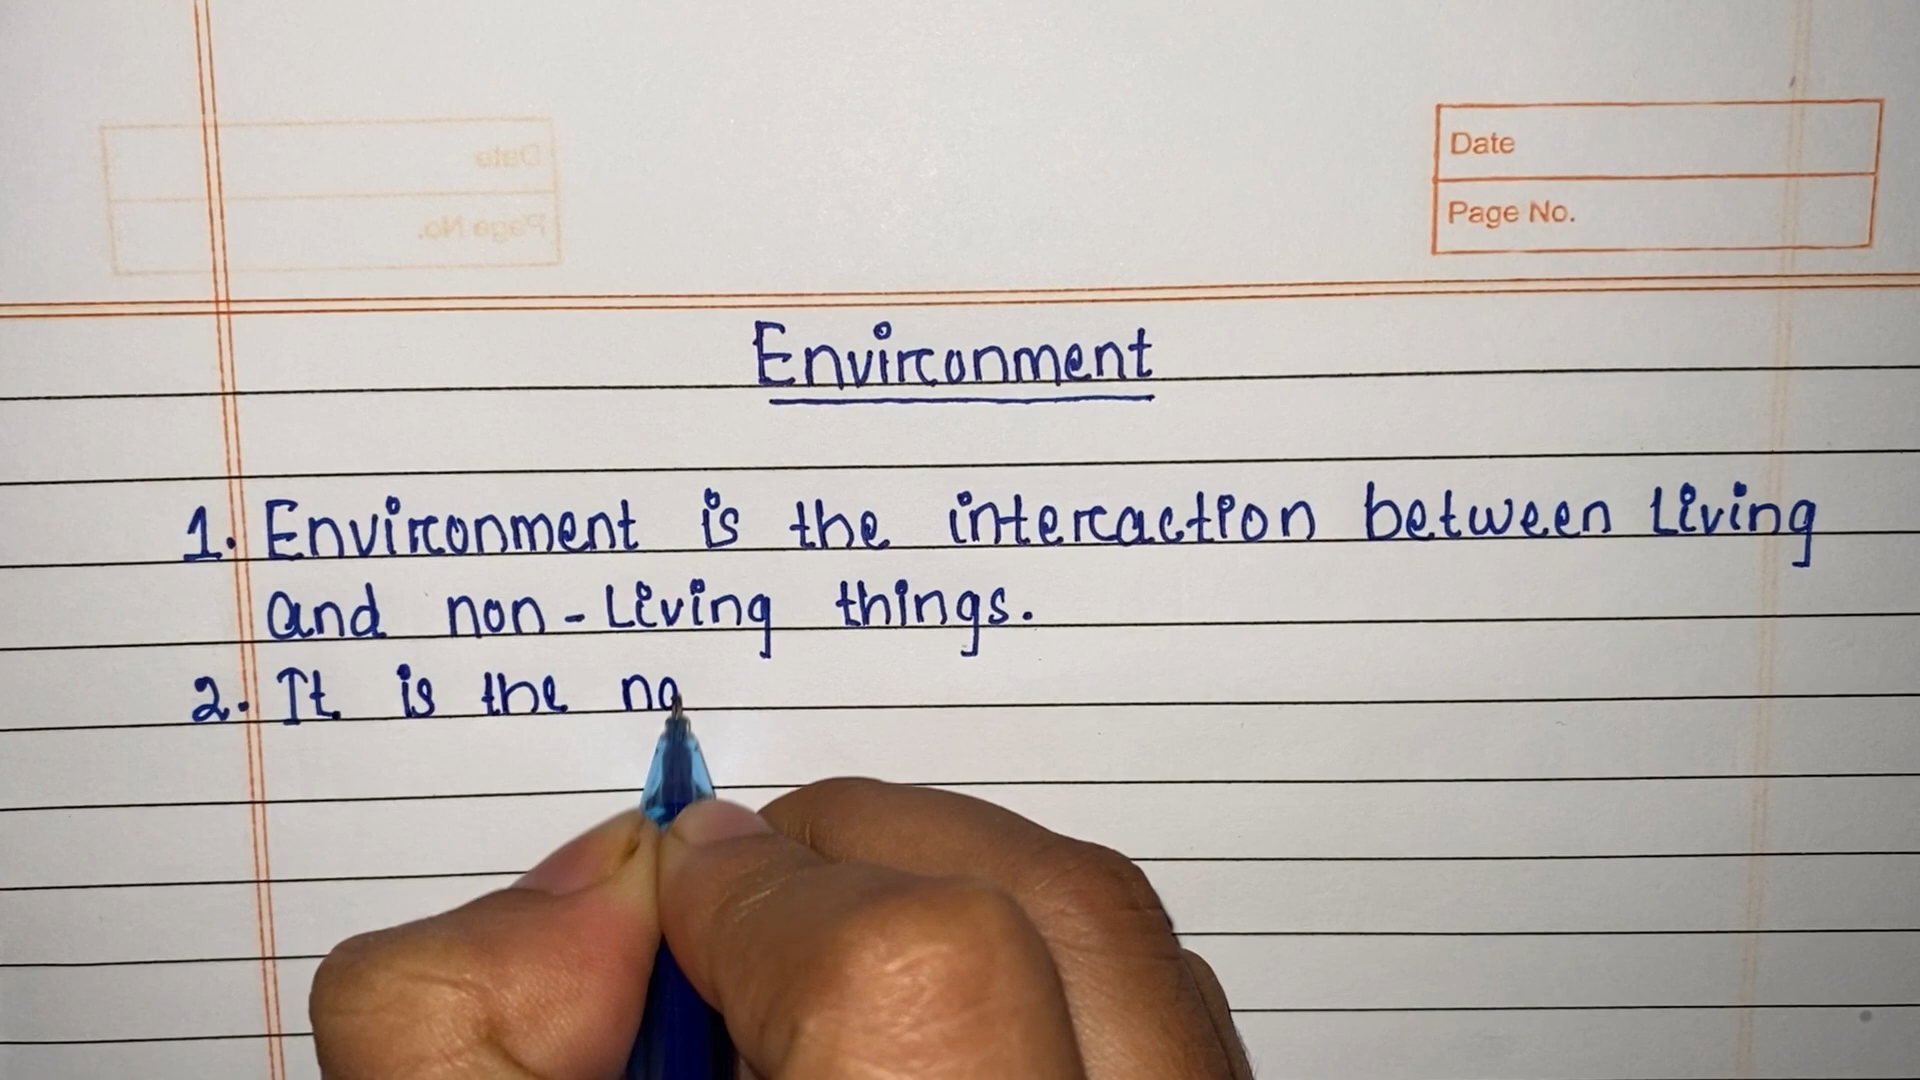 Date
Page No.
Environment
1. Environment is the interaction between living
and non-living things.
2. It is the na